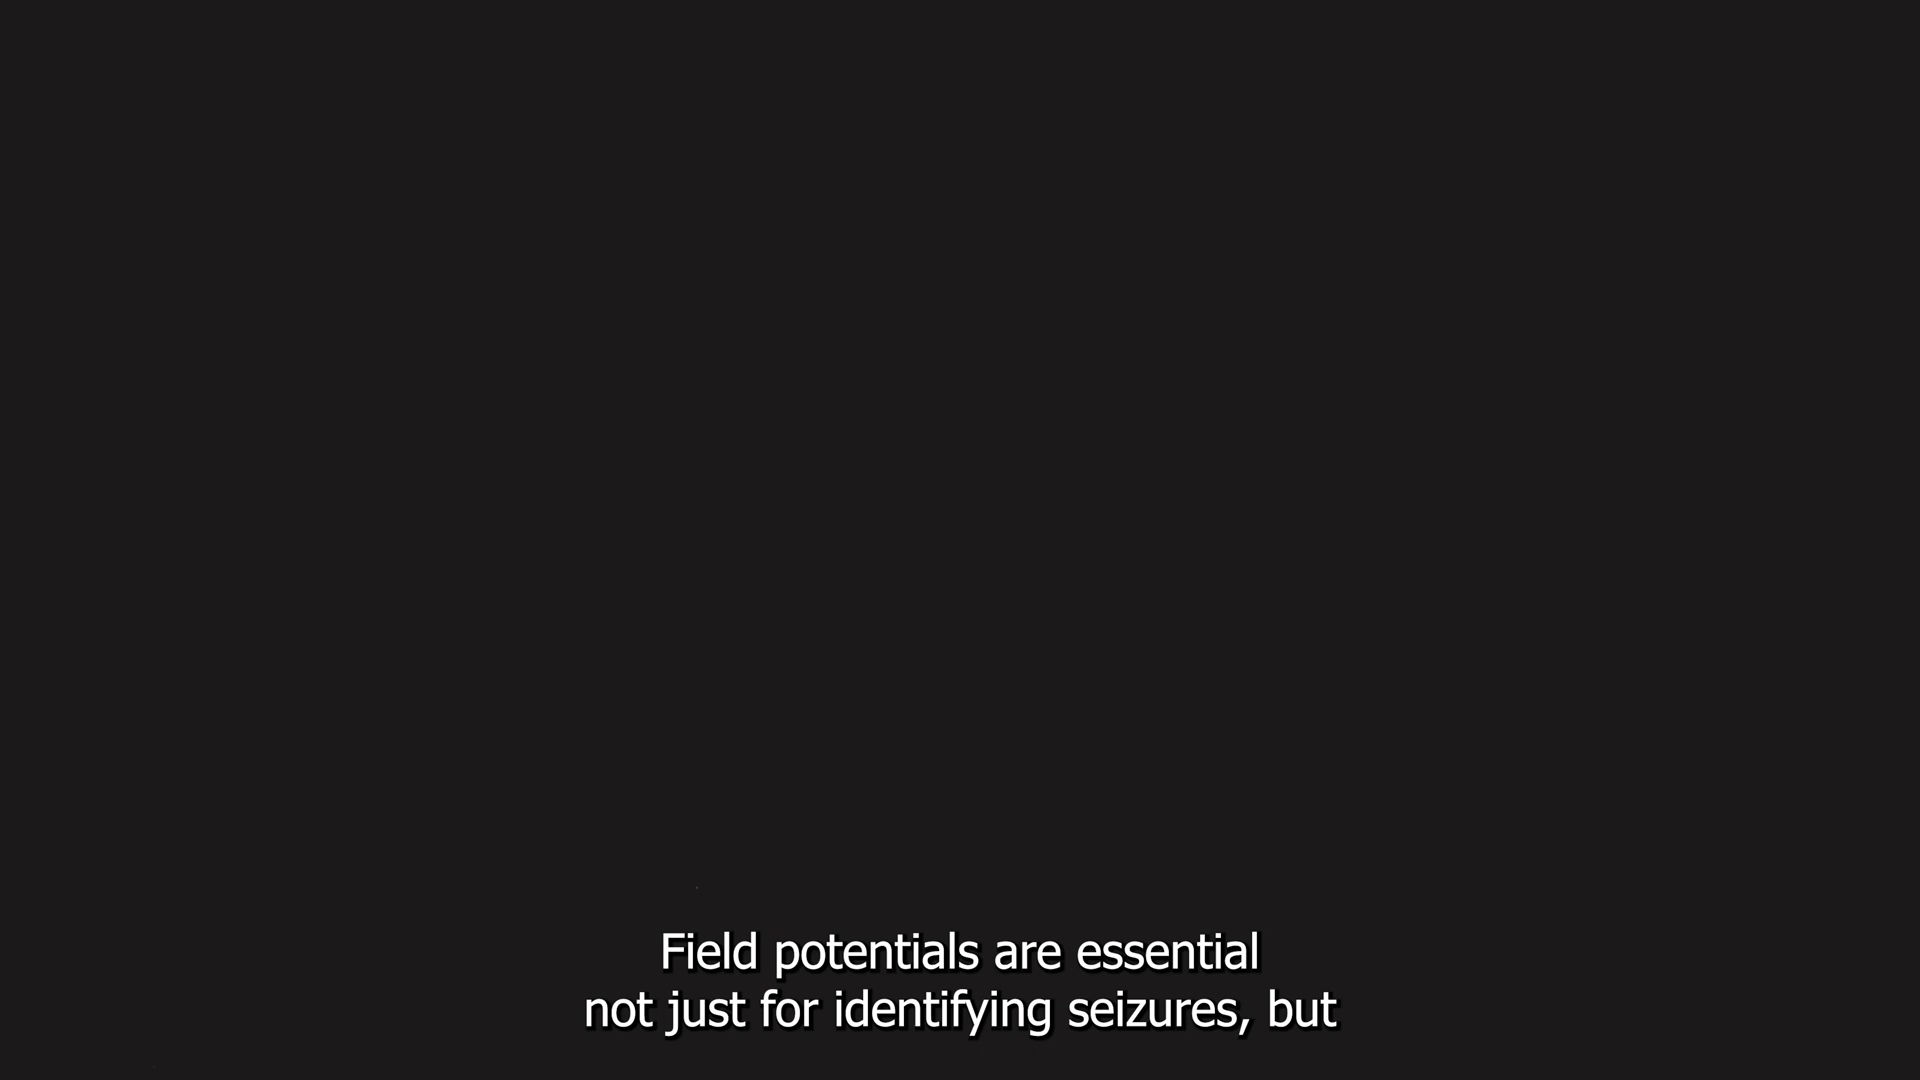 Field potentials are essential
not just for identifying seizures, but